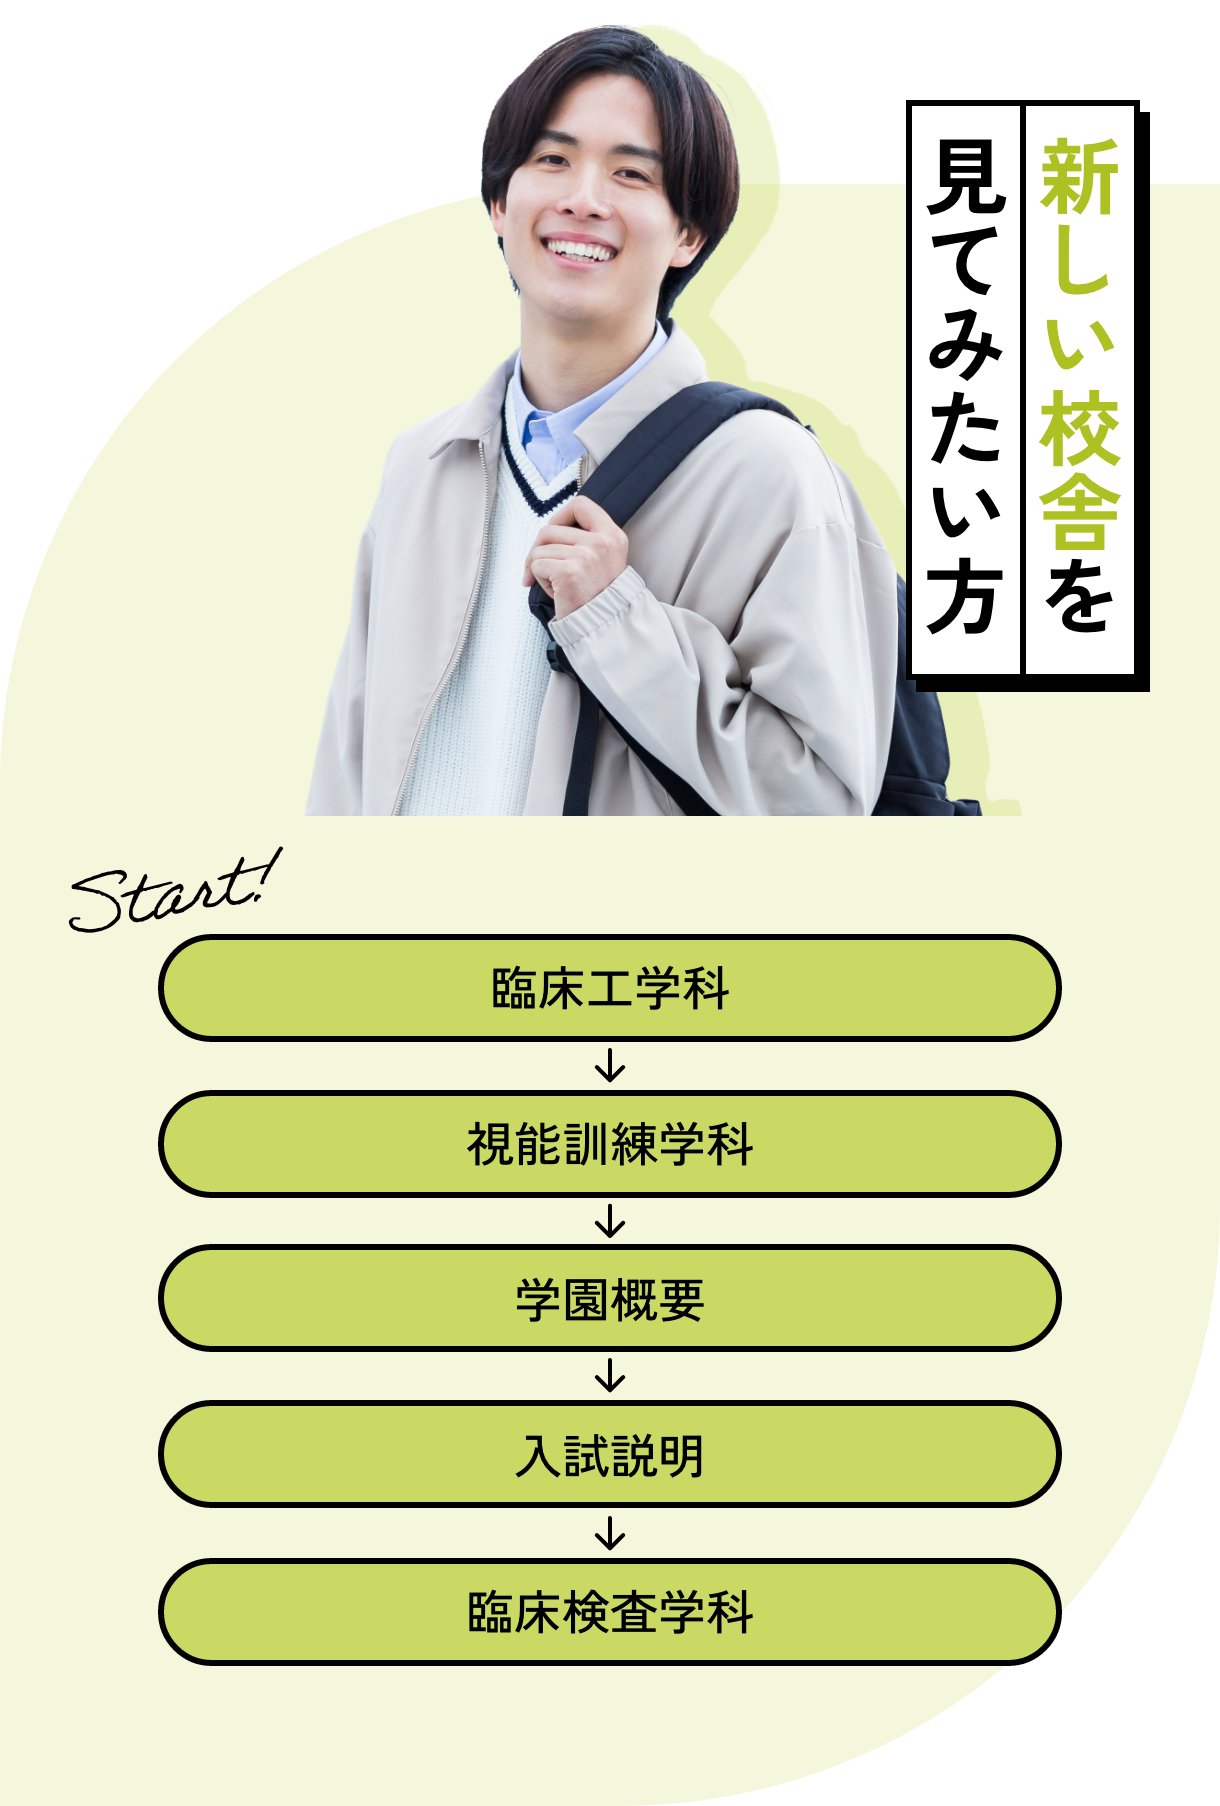 新しい校舎を
見てみたい方
Start!
臨床工学科
↓
視能訓練学科
↓
学園概要
↓
入試説明
↓
臨床検査学科